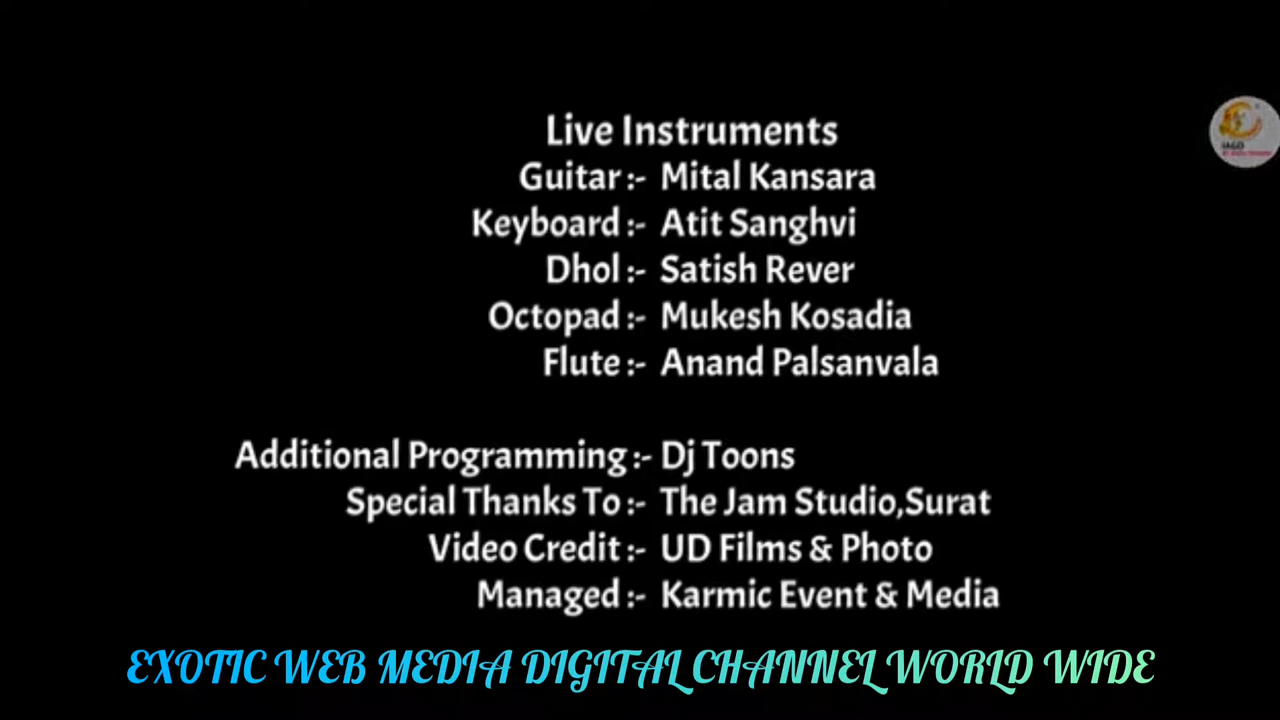 Live Instruments
Guitar :- Mital Kansara
Keyboard :- Atit Sanghvi
Dhol :- Satish Rever
Octopad :- Mukesh Kosadia
Flute :- Anand Palsanvala
Additional Programming :- Dj Toons
Special Thanks To :- The Jam Studio,Surat
Video Credit :- UD Films & Photo
Managed :- Karmic Event & Media
EXOTIC WEB MEDIA DIGITAL CHANNEL WORLD WIDE